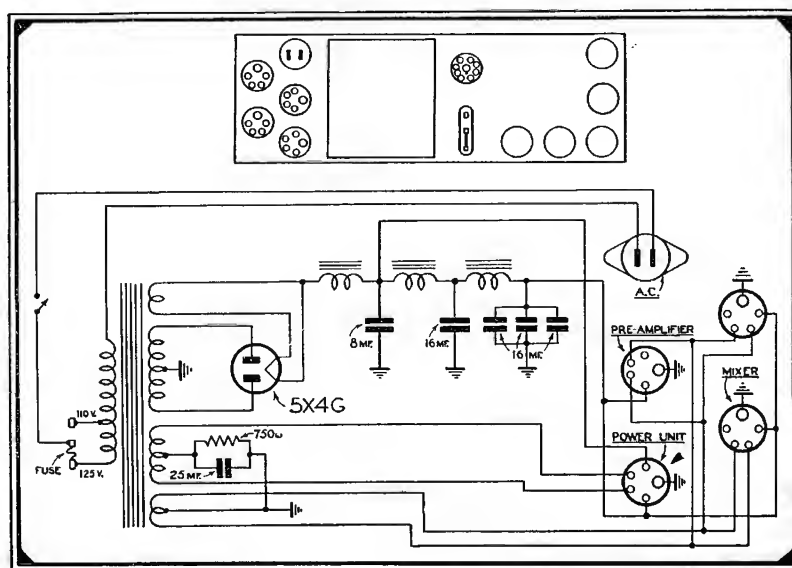 A.C.
PRE-AMPLIFIER
8 MF.
16 MF.
16 MF.
MIXER
5X4G
110 V.
750ω
POWER UNIT
FUSE
125 V.
25 MF.